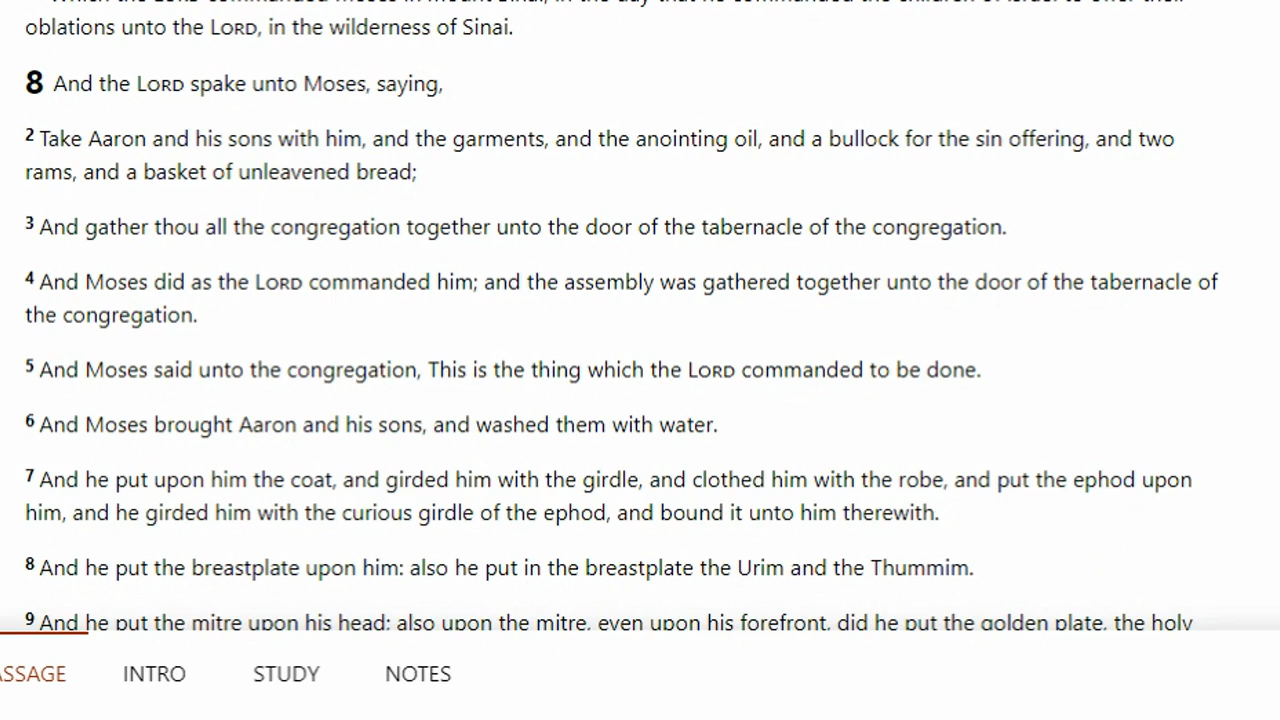 oblations unto the LORD, in the wilderness of Sinai.
8 And the LORD spake unto Moses, saying,
2 Take Aaron and his sons with him, and the garments, and the anointing oil, and a bullock for the sin offering, and two
rams, and a basket of unleavened bread;
3 And gather thou all the congregation together unto the door of the tabernacle of the congregation.
4 And Moses did as the LORD commanded him; and the assembly was gathered together unto the door of the tabernacle of
the congregation.
5 And Moses said unto the congregation, This is the thing which the LORD commanded to be done.
6 And Moses brought Aaron and his sons, and washed them with water.
7 And he put upon him the coat, and girded him with the girdle, and clothed him with the robe, and put the ephod upon
him, and he girded him with the curious girdle of the ephod, and bound it unto him therewith.
8 And he put the breastplate upon him: also he put in the breastplate the Urim and the Thummim.
9 And he put the mitre upon his head; also upon the mitre, even upon his forefront, did he put the golden plate, the holy
ASSAGE INTRO STUDY NOTES